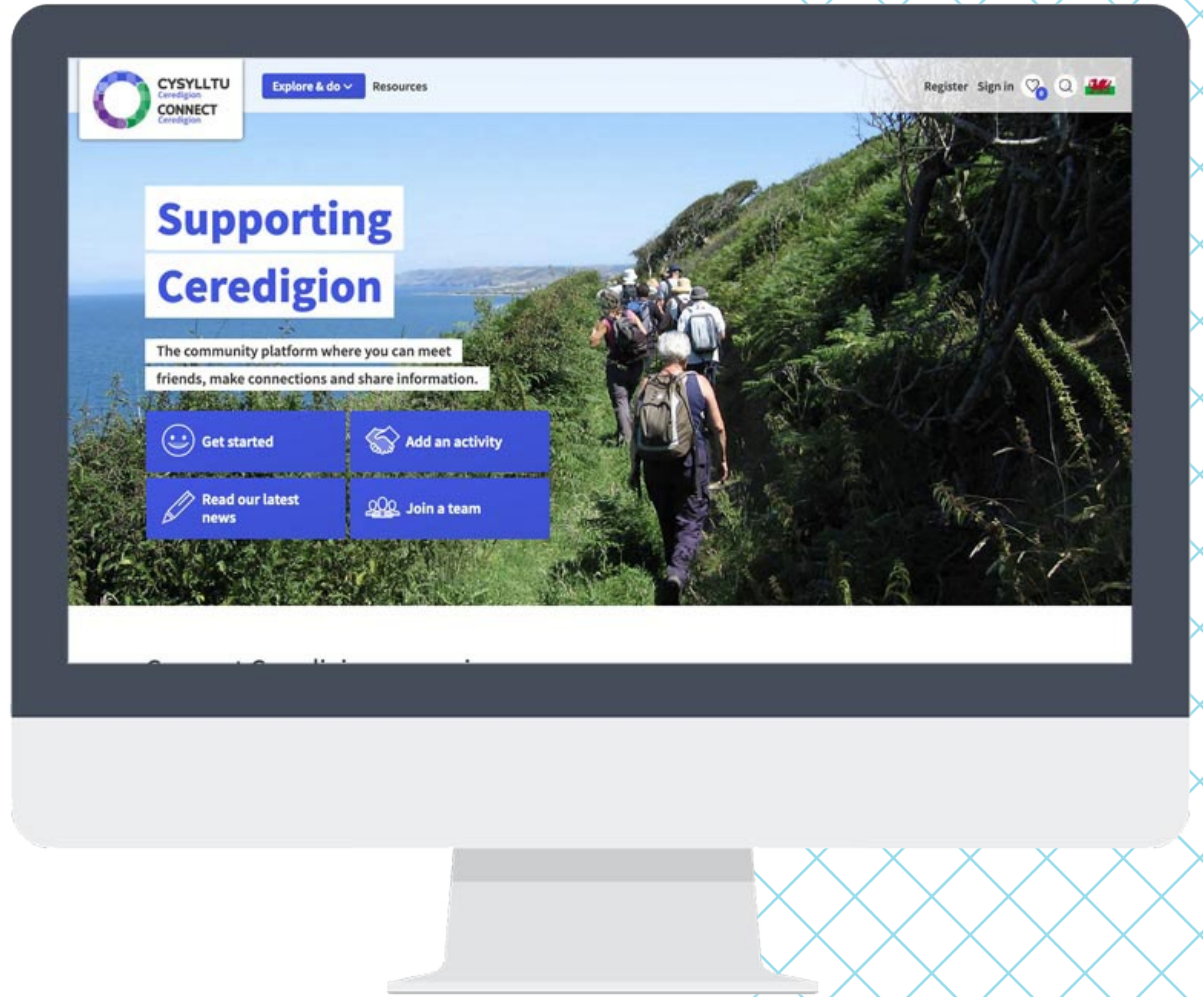 CYSYLLTU
Ceredigion
CONNECT
Ceredigion
Explore & do
Resources
Register
Sign in
0
Supporting
Ceredigion
The community platform where you can meet
friends, make connections and share information.
Get started
Add an activity
Read our latest
news
Join a team